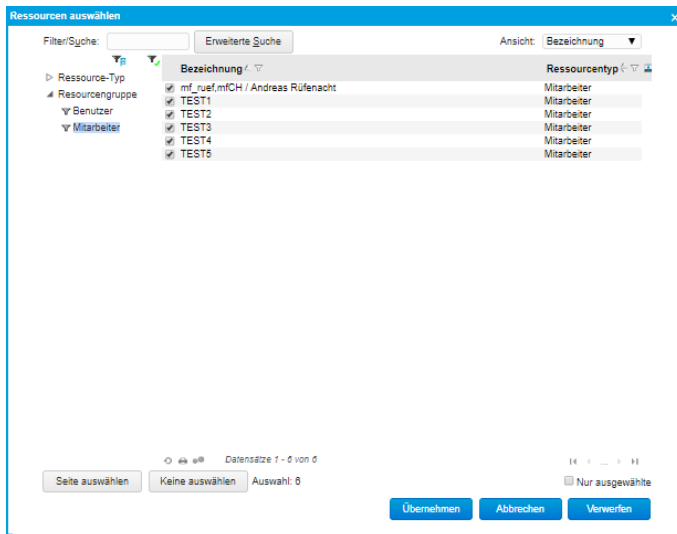 Ressourcen auswählen
Filter/Suche: Erweiterte Suche Ansicht: Bezeichnung
Bezeichnung Ressourcentyp
Ressource-Typ
Resourcengruppe
Benutzer
Mitarbeiter
mf_ruef,mfCH / Andreas Rüfenacht Mitarbeiter
TEST1 Mitarbeiter
TEST2 Mitarbeiter
TEST3 Mitarbeiter
TEST4 Mitarbeiter
TEST5 Mitarbeiter
Datensätze 1 - 6 von 6
Seite auswählen Keine auswählen Auswahl: 6 Nur ausgewählte
Übernehmen Abbrechen Verwerfen